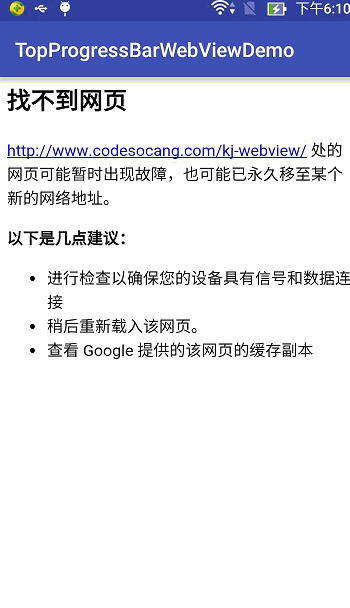 下午6:10
TopProgressBarWebViewDemo
找不到网页
http://www.codesocang.com/kj-webview/ 处的
网页可能暂时出现故障，也可能已永久移至某个
新的网络地址。
以下是几点建议：
• 进行检查以确保您的设备具有信号和数据连
接
• 稍后重新载入该网页。
• 查看 Google 提供的该网页的缓存副本